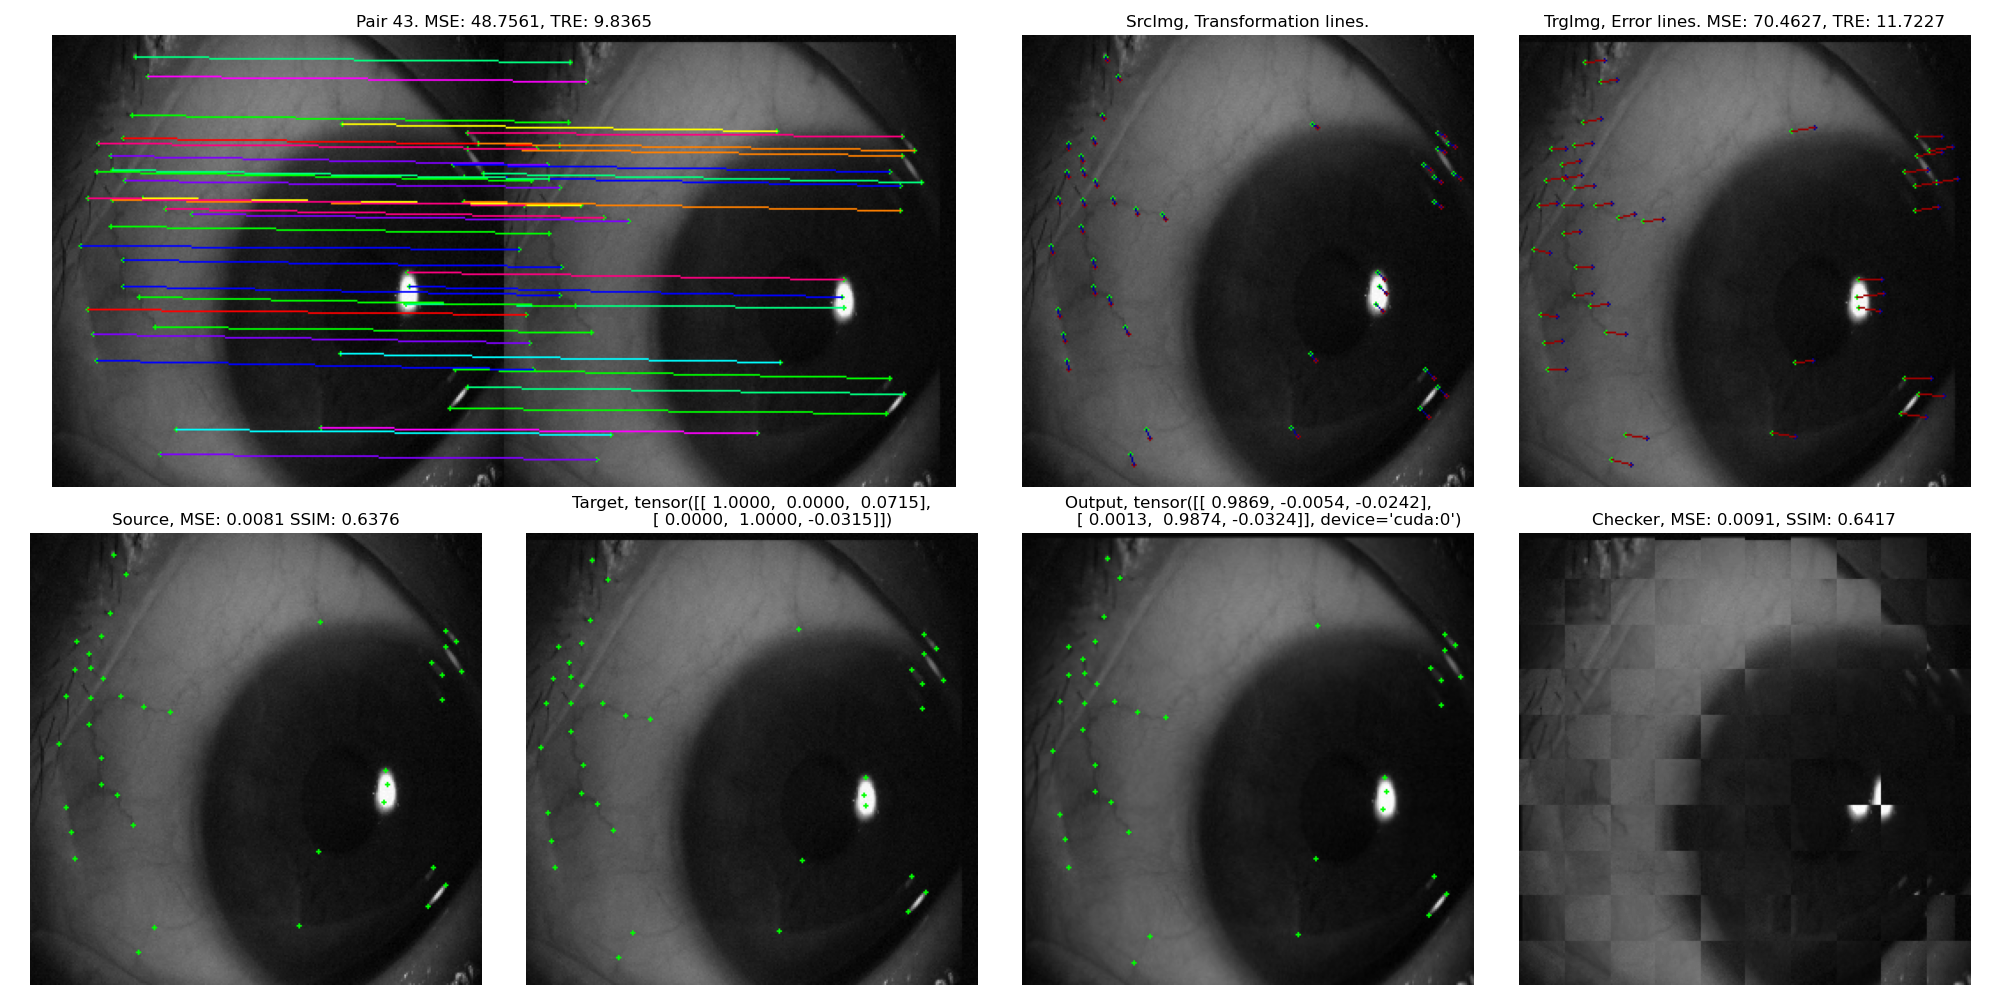 Pair 43. MSE: 48.7561, TRE: 9.8365
SrcImg, Transformation lines.
TrgImg, Error lines. MSE: 70.4627, TRE: 11.7227
Source, MSE: 0.0081 SSIM: 0.6376
Target, tensor([[ 1.0000,  0.0000,  0.0715],
[ 0.0000,  1.0000, -0.0315]])
Output, tensor([[ 0.9869, -0.0054, -0.0242],
[ 0.0013,  0.9874, -0.0324]], device='cuda:0')
Checker, MSE: 0.0091, SSIM: 0.6417